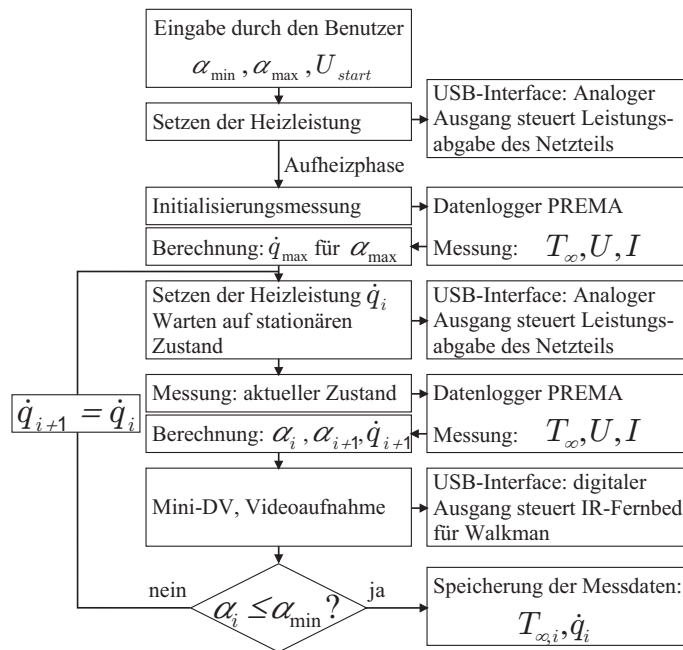 Eingabe durch den Benutzer
α_min , α_max , U_start
Setzen der Heizleistung
USB-Interface: Analoger
Ausgang steuert Leistungs-
abgabe des Netzteils
Aufheizphase
Initialisierungsmessung
Datenlogger PREMA
Berechnung: q̇_max für α_max
Messung: T_∞, U, I
Setzen der Heizleistung q̇_i
Warten auf stationären
Zustand
USB-Interface: Analoger
Ausgang steuert Leistungs-
abgabe des Netzteils
Messung: aktueller Zustand
Datenlogger PREMA
q̇_i+1 = q̇_i
Berechnung: α_i , α_i+1, q̇_i+1
Messung: T_∞, U, I
Mini-DV, Videoaufnahme
USB-Interface: digitaler
Ausgang steuert IR-Fernbed
für Walkman
nein
α_i ≤ α_min ?
ja
Speicherung der Messdaten:
T_∞,i, q̇_i